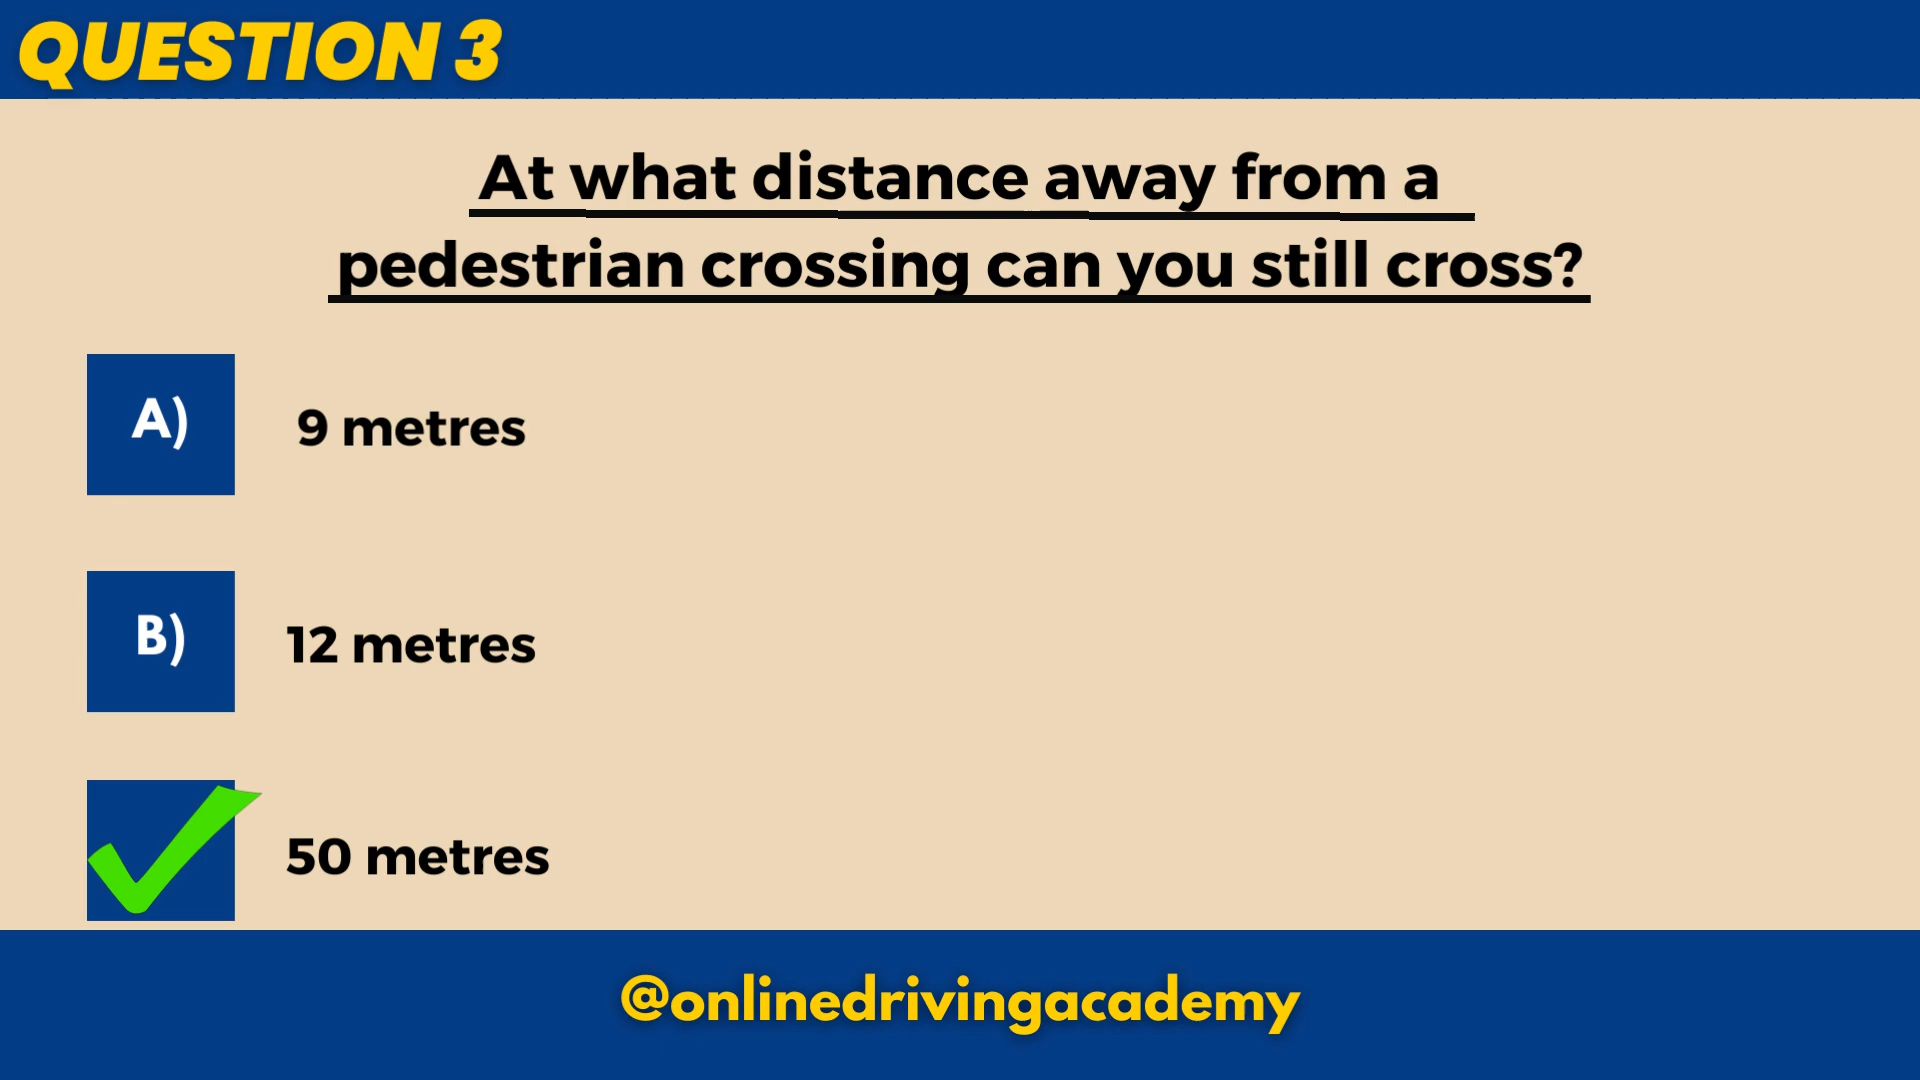 QUESTION 3
At what distance away from a
pedestrian crossing can you still cross?
A)
9 metres
B)
12 metres
50 metres
@onlinedrivingacademy